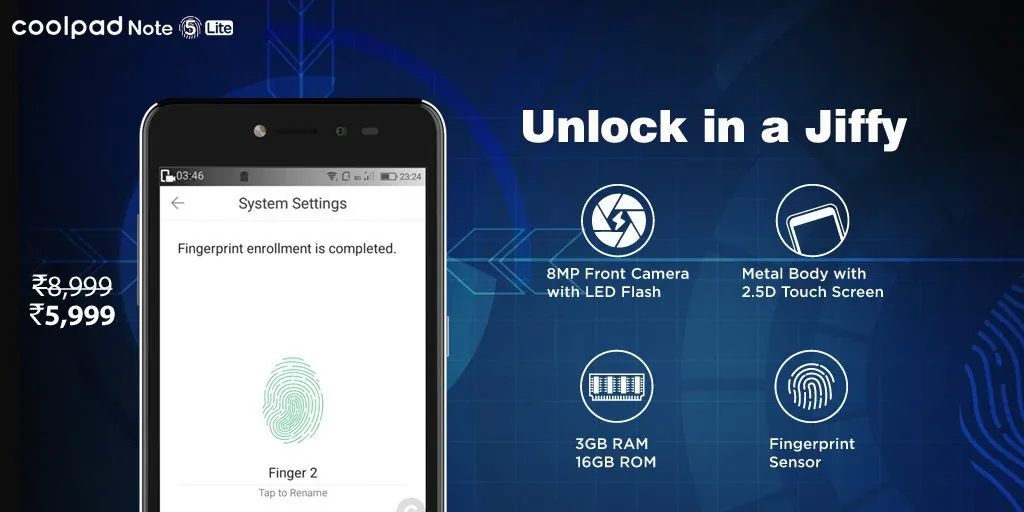 coolpad Note 5 Lite
Unlock in a Jiffy
₹8,999
₹5,999
03:46
23:24
System Settings
Fingerprint enrollment is completed.
Finger 2
Tap to Rename
8MP Front Camera
with LED Flash
Metal Body with
2.5D Touch Screen
3GB RAM
16GB ROM
Fingerprint
Sensor